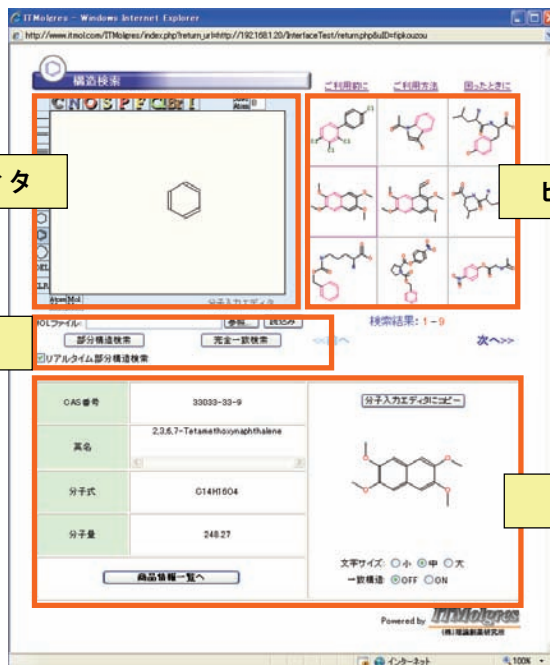 ITMolgres - Windows Internet Explorer
http://www.itmol.com/ITMolgres/index.php?return_url=http://192.168.1.20/InterfaceTest/return.php&uID=fipkouzou
構造検索
ご利用前に ご利用方法 困ったときに
C N O S P F Cl Br I
タ
ヒ
DEL
CLR
Atom Mol
分子入力エディタ
MOLファイル:
参照... 読込み
部分構造検索 完全一致検索
リアルタイム部分構造検索
検索結果: 1-9
次へ>>
CAS番号 33033-33-9
英名 2,3,6,7-Tetamethoxynaphthalene
分子式 C14H16O4
分子量 248.27
商品情報一覧へ
分子入力エディタにコピー
文字サイズ: 小 中 大
一致構造: OFF ON
Powered by ITMolgres
(株)理論創薬研究所
インターネット 100%